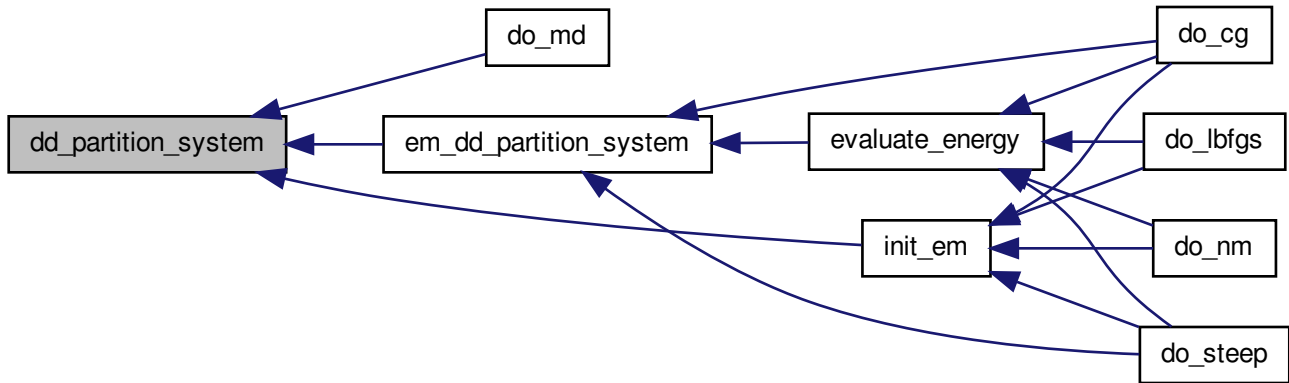 dd_partition_system
do_md
em_dd_partition_system
evaluate_energy
init_em
do_cg
do_lbfgs
do_nm
do_steep